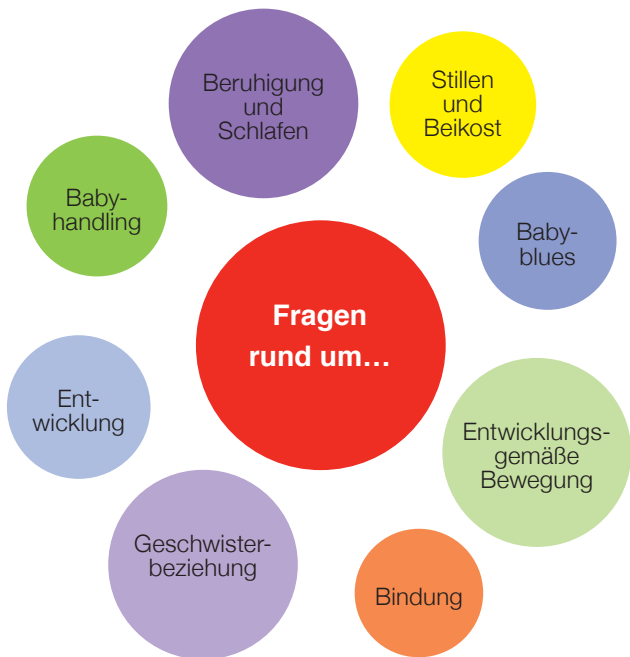 Beruhigung
und
Schlafen
Stillen
und
Beikost
Baby-
handling
Baby-
blues
Fragen
rund um...
Ent-
wicklung
Entwicklungs-
gemäße
Bewegung
Geschwister-
beziehung
Bindung